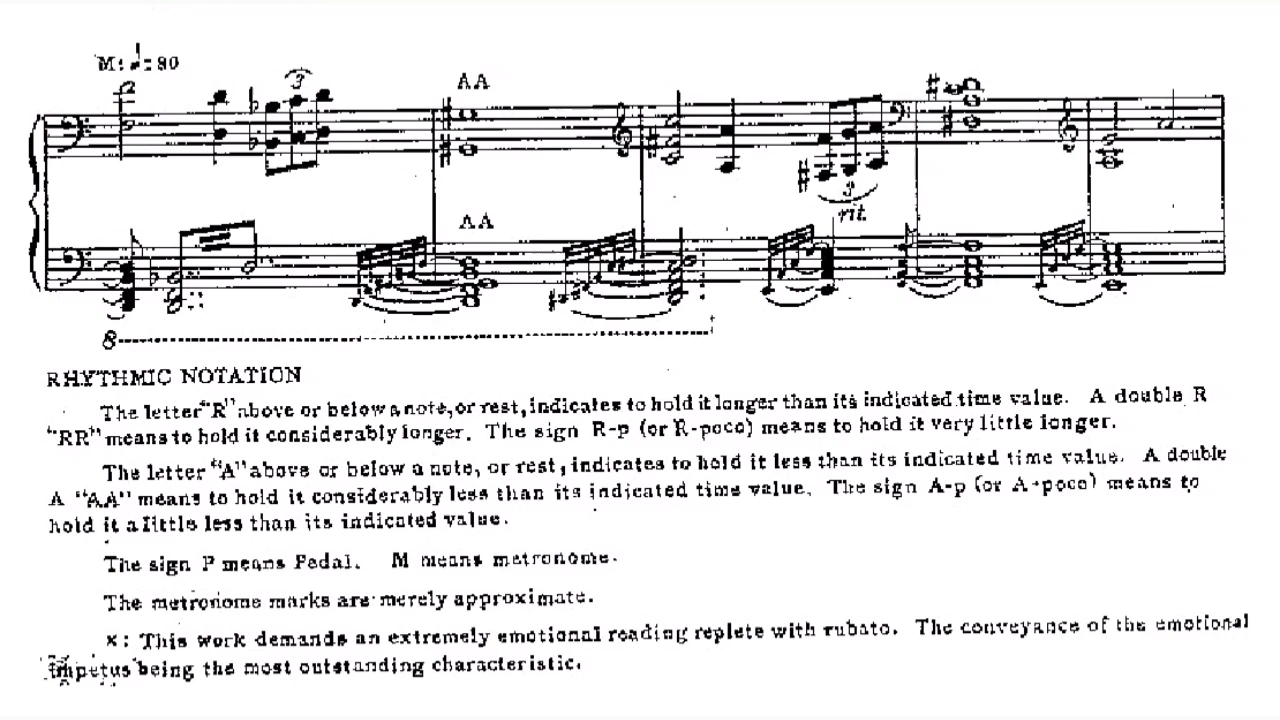 M: ♩=80
3
AA
AA
3
rit.
8
RHYTHMIC NOTATION
The letter "R" above or below a note, or rest, indicates to hold it longer than its indicated time value. A double R
"RR" means to hold it considerably longer. The sign R-p (or R-poco) means to hold it very little longer.
The letter "A" above or below a note, or rest, indicates to hold it less than its indicated time value. A double
A "AA" means to hold it considerably less than its indicated time value. The sign A-p (or A-poco) means to
hold it a little less than its indicated value.
The sign P means Pedal. M means metronome.
The metronome marks are merely approximate.
×: This work demands an extremely emotional reading replete with rubato. The conveyance of the emotional
impetus being the most outstanding characteristic.